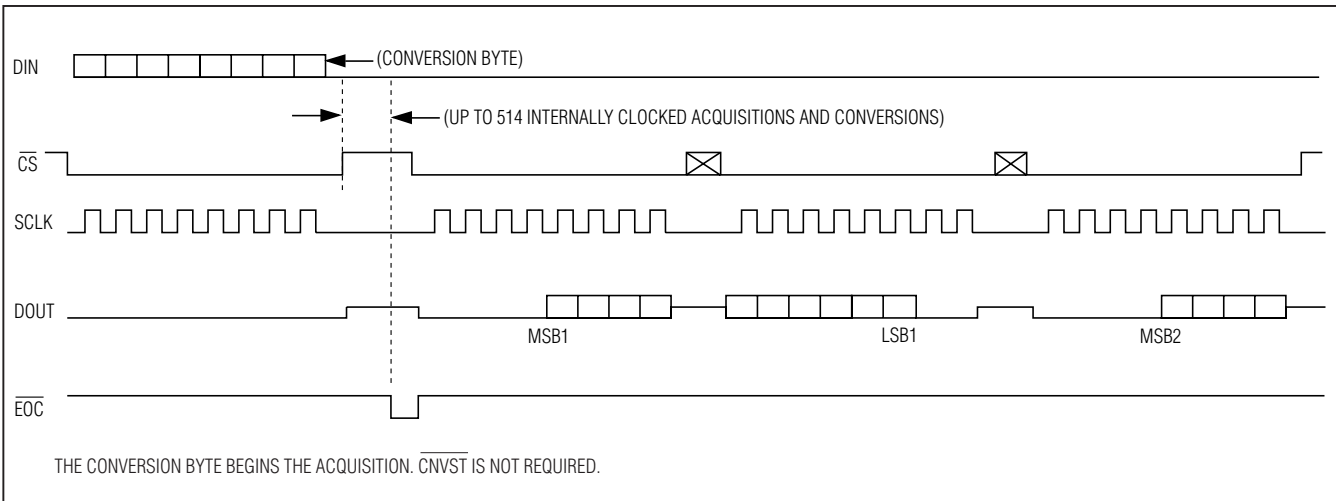 DIN
(CONVERSION BYTE)
(UP TO 514 INTERNALLY CLOCKED ACQUISITIONS AND CONVERSIONS)
CS
SCLK
DOUT
MSB1
LSB1
MSB2
EOC
THE CONVERSION BYTE BEGINS THE ACQUISITION. CNVST IS NOT REQUIRED.